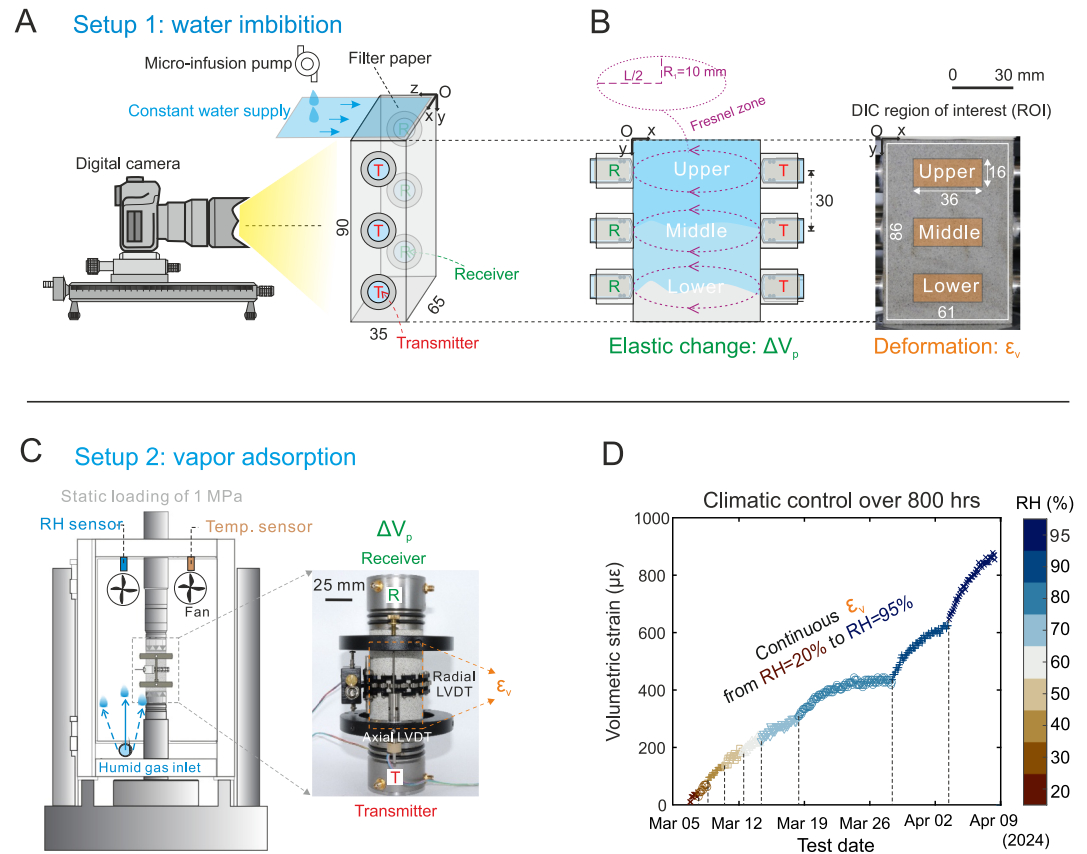 A
Setup 1: water imbibition
Micro-infusion pump
Filter paper
Constant water supply
z
O
x
y
R
R
R
Digital camera
T
T
T
90
Receiver
65
35
Transmitter
B
L/2
R₁=10 mm
Fresnel zone
O
x
y
R
Upper
T
30
R
Middle
T
R
Lower
T
Elastic change: ΔVₚ
0
30 mm
DIC region of interest (ROI)
O
x
y
Upper
16
36
86
Middle
Lower
61
Deformation: εᵥ
C
Setup 2: vapor adsorption
Static loading of 1 MPa
RH sensor
Temp. sensor
Fan
Humid gas inlet
ΔVₚ
Receiver
25 mm
R
Radial
LVDT
εᵥ
Axial LVDT
T
Transmitter
D
Climatic control over 800 hrs
RH (%)
1000
800
600
400
200
0
Volumetric strain (με)
Continuous εᵥ
from RH=20% to RH=95%
Mar 05
Mar 12
Mar 19
Mar 26
Apr 02
Apr 09
Test date
(2024)
95
90
80
70
60
50
40
30
20